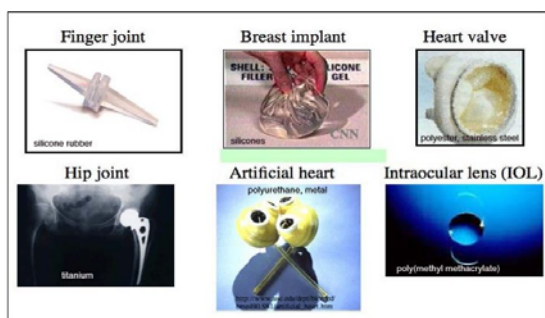 Finger joint
Breast implant
Heart valve
silicone rubber
SHELL:
SILICONE
FILLER
GEL
CNN
silicones
polyester, stainless steel
Hip joint
Artificial heart
Intraocular lens (IOL)
titanium
polyurethane, metal
poly(methyl methacrylate)